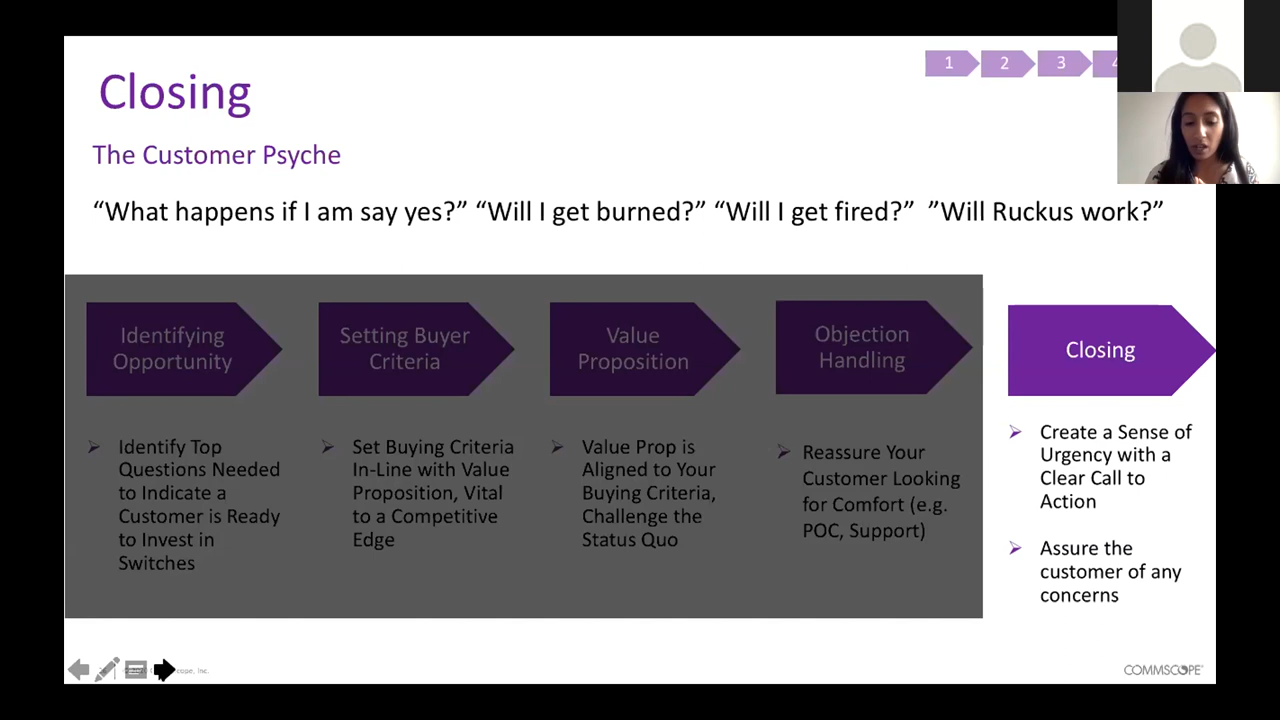 Closing
1 2 3 4
The Customer Psyche
“What happens if I am say yes?” “Will I get burned?” “Will I get fired?” ”Will Ruckus work?”
Identifying
Opportunity
Setting Buyer
Criteria
Value
Proposition
Objection
Handling
Closing
Identify Top
Questions Needed
to Indicate a
Customer is Ready
to Invest in
Switches
Set Buying Criteria
In-Line with Value
Proposition, Vital
to a Competitive
Edge
Value Prop is
Aligned to Your
Buying Criteria,
Challenge the
Status Quo
Reassure Your
Customer Looking
for Comfort (e.g.
POC, Support)
Create a Sense of
Urgency with a
Clear Call to
Action
Assure the
customer of any
concerns
Inc.
COMMSCOPE